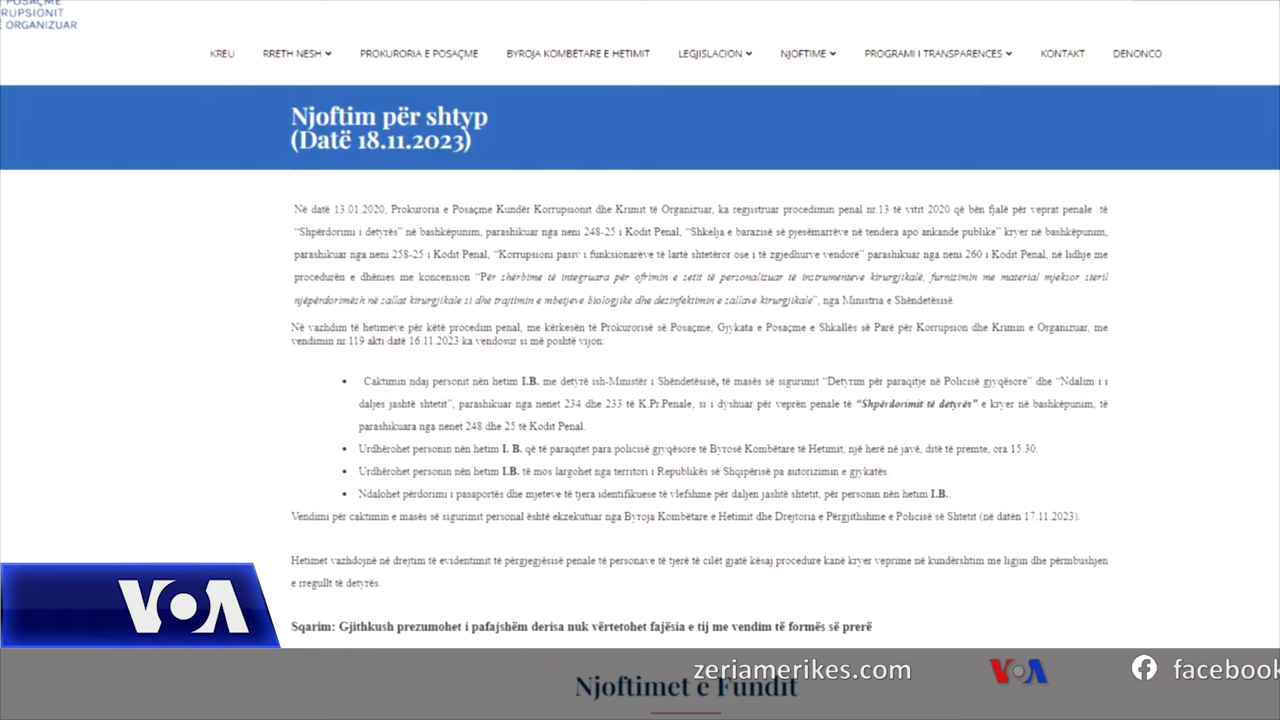 POSAÇME
RUPSIONIT
ORGANIZUAR
KREU RRETH NESH PROKURORIA E POSAÇME BYROJA KOMBETARE E HETIMIT LEGJISLACION NJOFTIME PROGRAMI I TRANSPARENCES KONTAKT DENONCO
Njoftim për shtyp
(Datë 18.11.2023)
Në datë 13.01.2020, Prokuroria e Posaçme Kundër Korrupsionit dhe Krimit të Organizuar, ka regjistruar procedimin penal nr.13 të vitit 2020 që bën fjalë për veprat penale të
“Shpërdorimi i detyrës” në bashkëpunim, parashikuar nga neni 248-25 i Kodit Penal, “Shkelja e barazisë së pjesëmarrëve në tendera apo ankande publike” kryer në bashkëpunim,
parashikuar nga neni 258-25 i Kodit Penal, “Korrupsioni pasiv i funksionarëve të lartë shtetëror ose i të zgjedhurve vendorë” parashikuar nga neni 260 i Kodit Penal, në lidhje me
procedurën e dhënies me koncension “Për shërbime të integruara për ofrimin e setit të personalizuar të instrumenteve kirurgjikalë, furnizimin me material mjeksor steril
njëpërdorimësh në sallat kirurgjikale si dhe trajtimin e mbetjeve biologjike dhe dezinfektimin e sallave kirurgjikale”, nga Ministria e Shëndetësisë.
Në vazhdim të hetimeve për këtë procedim penal, me kërkesën të Prokurorisë së Posaçme, Gjykata e Posaçme e Shkallës së Parë për Korrupsion dhe Krimin e Organizuar, me
vendimin nr.119 akti datë 16.11.2023 ka vendosur si më poshtë vijon:
• Caktimin ndaj personit nën hetim I.B. me detyrë ish-Ministër i Shëndetësisë, të masës së sigurimit “Detyrim për paraqitje në Policisë gjyqësore” dhe “Ndalim i i
daljes jashtë shtetit”, parashikuar nga nenet 234 dhe 233 të K.Pr.Penale, si i dyshuar për veprën penale të “Shpërdorimit të detyrës” e kryer në bashkëpunim, të
parashikuara nga nenet 248 dhe 25 të Kodit Penal.
• Urdhërohet personin nën hetim I. B. që të paraqitet para policisë gjyqësore të Byrosë Kombëtare të Hetimit, një herë në javë, ditë të premte, ora 15.30.
• Urdhërohet personin nën hetim I.B. të mos largohet nga territori i Republikës së Shqipërisë pa autorizimin e gjykatës.
• Ndalohet përdorimi i pasaportës dhe mjeteve të tjera identifikuese të vlefshme për daljen jashtë shtetit, për personin nën hetim I.B.
Vendimi për caktimin e masës së sigurimit personal është ekzekutuar nga Byroja Kombëtare e Hetimit dhe Drejtoria e Përgjithshme e Policisë së Shtetit (në datën 17.11.2023).
Hetimet vazhdojnë në drejtim të evidentimit të përgjegjësisë penale të personave të tjerë të cilët gjatë kësaj procedure kanë kryer veprime në kundërshtim me ligjin dhe përmbushjen
e rregullt të detyrës.
Sqarim: Gjithkush prezumohet i pafajshëm derisa nuk vërtetohet fajësia e tij me vendim të formës së prerë
VOA
zeriamerikes.com VOA facebook
Njoftimet e Fundit